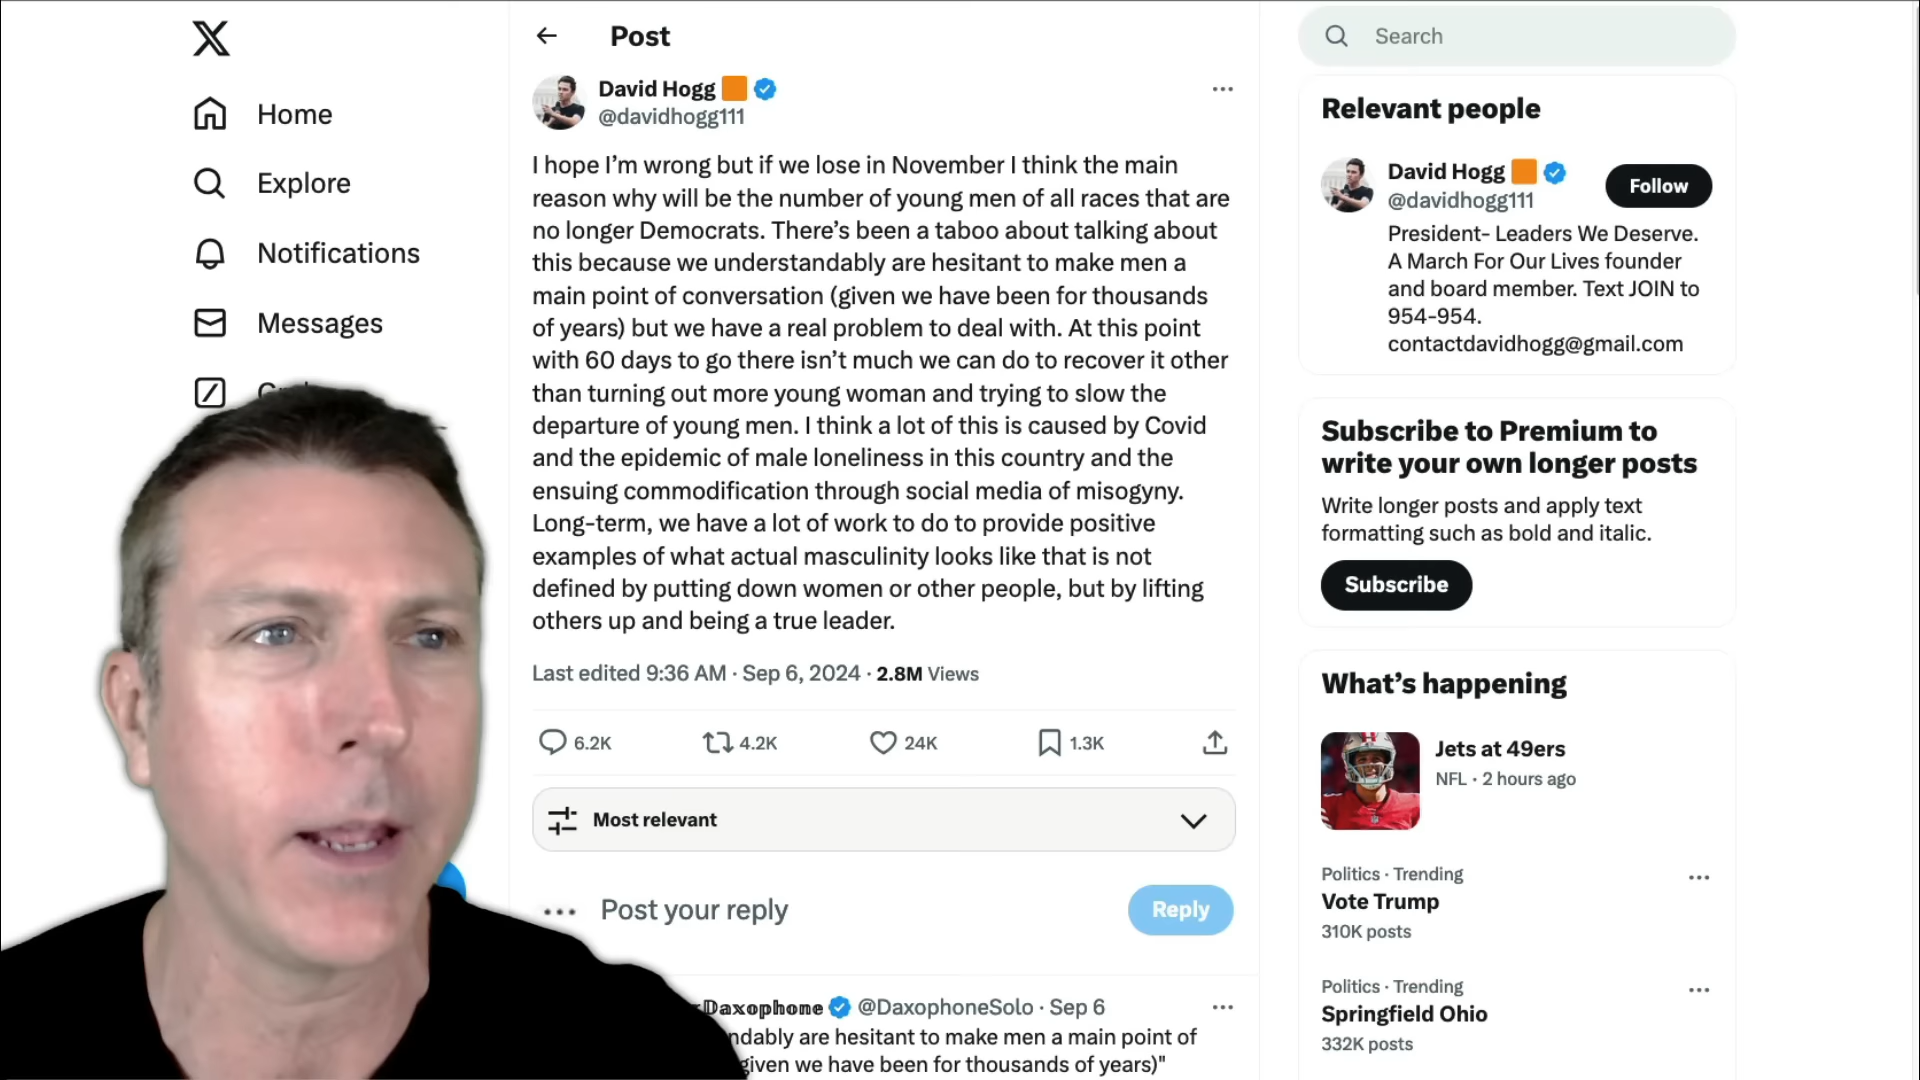 Home
Explore
Notifications
Messages
Post
David Hogg
@davidhogg111
I hope I’m wrong but if we lose in November I think the main
reason why will be the number of young men of all races that are
no longer Democrats. There’s been a taboo about talking about
this because we understandably are hesitant to make men a
main point of conversation (given we have been for thousands
of years) but we have a real problem to deal with. At this point
with 60 days to go there isn’t much we can do to recover it other
than turning out more young woman and trying to slow the
departure of young men. I think a lot of this is caused by Covid
and the epidemic of male loneliness in this country and the
ensuing commodification through social media of misogyny.
Long-term, we have a lot of work to do to provide positive
examples of what actual masculinity looks like that is not
defined by putting down women or other people, but by lifting
others up and being a true leader.
Last edited 9:36 AM · Sep 6, 2024 · 2.8M Views
6.2K 4.2K 24K 1.3K
Most relevant
Post your reply
Reply
Daxophone @DaxophoneSolo · Sep 6
are hesitant to make men a main point of
we have been for thousands of years)"
Search
Relevant people
David Hogg
@davidhogg111
Follow
President- Leaders We Deserve.
A March For Our Lives founder
and board member. Text JOIN to
954-954.
contactdavidhogg@gmail.com
Subscribe to Premium to
write your own longer posts
Write longer posts and apply text
formatting such as bold and italic.
Subscribe
What’s happening
Jets at 49ers
NFL · 2 hours ago
Politics · Trending
Vote Trump
310K posts
Politics · Trending
Springfield Ohio
332K posts